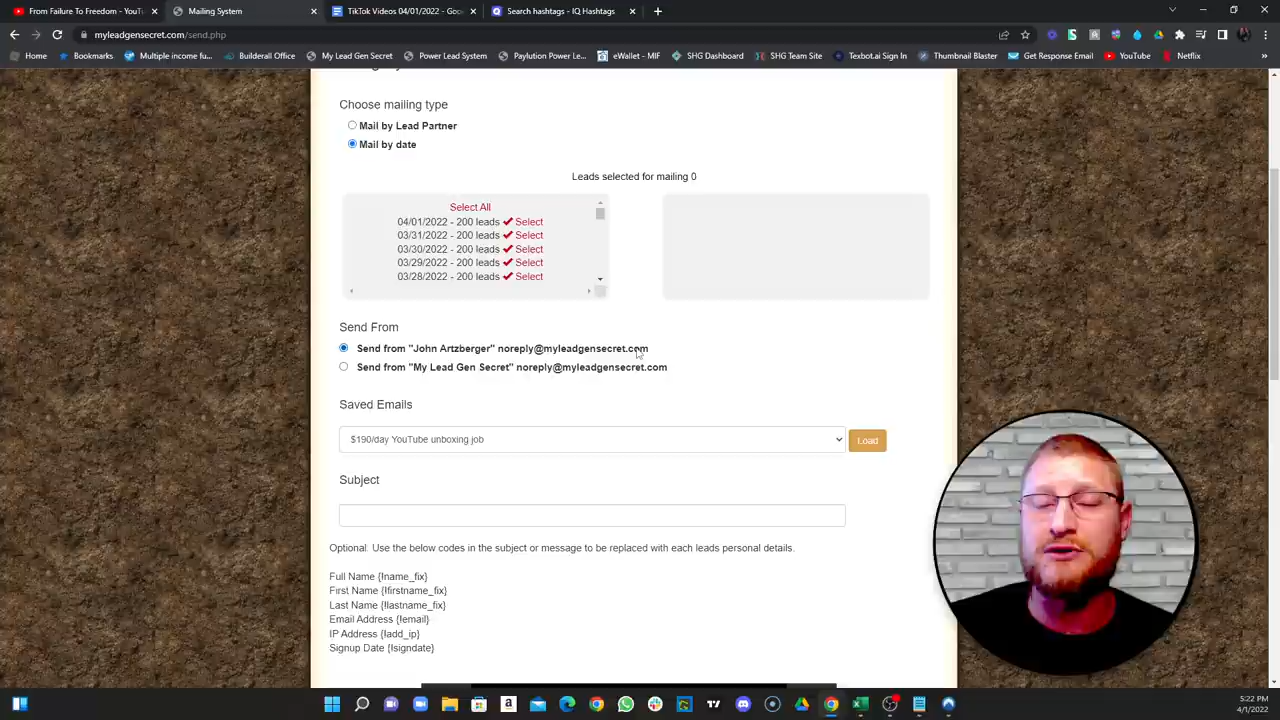 From Failure To Freedom - YouTub
Mailing System
TikTok Videos 04/01/2022 - Goog
Search hashtags - IQ Hashtags
myleadgensecret.com/send.php
Home
Bookmarks
Multiple income fu...
Builderall Office
My Lead Gen Secret
Power Lead System
Paylution Power Le...
eWallet - MIF
SHG Dashboard
SHG Team Site
Texbot.ai Sign In
Thumbnail Blaster
Get Response Email
YouTube
Netflix
Choose mailing type
Mail by Lead Partner
Mail by date
Leads selected for mailing 0
Select All
04/01/2022 - 200 leads Select
03/31/2022 - 200 leads Select
03/30/2022 - 200 leads Select
03/29/2022 - 200 leads Select
03/28/2022 - 200 leads Select
Send From
Send from "John Artzberger" noreply@myleadgensecret.com
Send from "My Lead Gen Secret" noreply@myleadgensecret.com
Saved Emails
$190/day YouTube unboxing job
Load
Subject
Optional: Use the below codes in the subject or message to be replaced with each leads personal details.
Full Name {!name_fix}
First Name {!firstname_fix}
Last Name {!lastname_fix}
Email Address {!email}
IP Address {!add_ip}
Signup Date {!signdate}
5:22 PM
4/1/2022